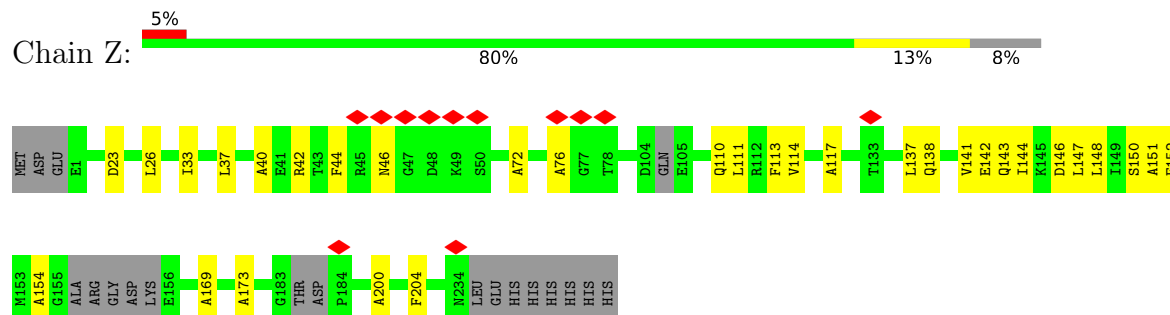 5%
Chain Z:
80% 13% 8%
MET ASP GLU E1 D23 L26 I33 L37 A40 E41 R42 T43 F44 R45 N46 G47 D48 K49 S50 A72 A76 G77 T78 D104 GLN E105 Q110 L111 R112 F113 V114 A117 T133 L137 Q138 V141 E142 Q143 I144 K145 D146 L147 L148 I149 S150 A151
M153 A154 G155 ALA ARG GLY ASP LYS E156 A169 A173 G183 THR ASP P184 A200 F204 N234 LEU GLU HIS HIS HIS HIS HIS HIS